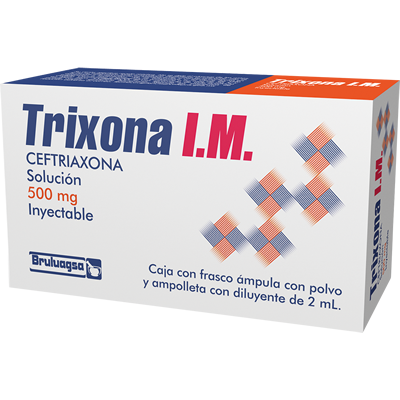 Trixona I.M.
Trixona I.M.
CEFTRIAXONA
Solución
500 mg
Inyectable
Bruluagsa
Caja con frasco ámpula con polvo
y ampolleta con diluyente de 2 mL.